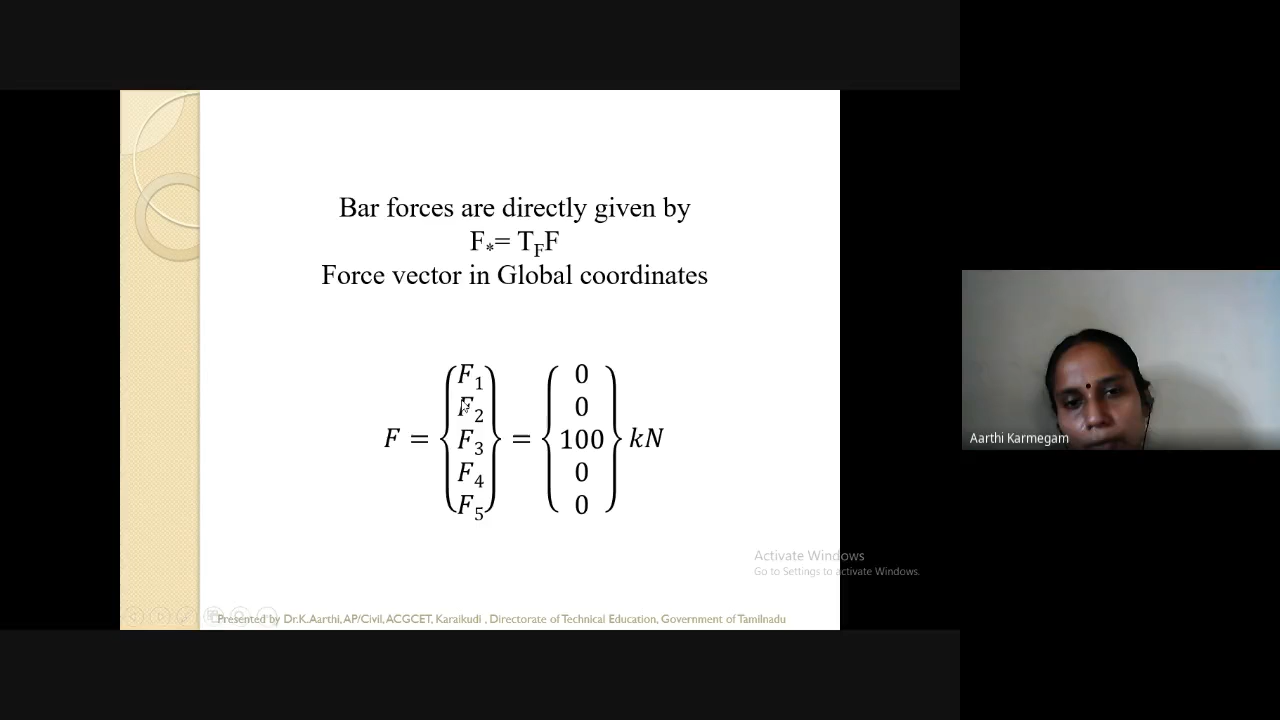 Bar forces are directly given by
F*= TFF
Force vector in Global coordinates
F = {F1 F2 F3 F4 F5} = {0 0 100 0 0} kN
Activate Windows
Go to Settings to activate Windows.
Presented by Dr.K.Aarthi, AP/Civil, ACGCET, Karaikudi , Directorate of Technical Education, Government of Tamilnadu
Aarthi Karmegam